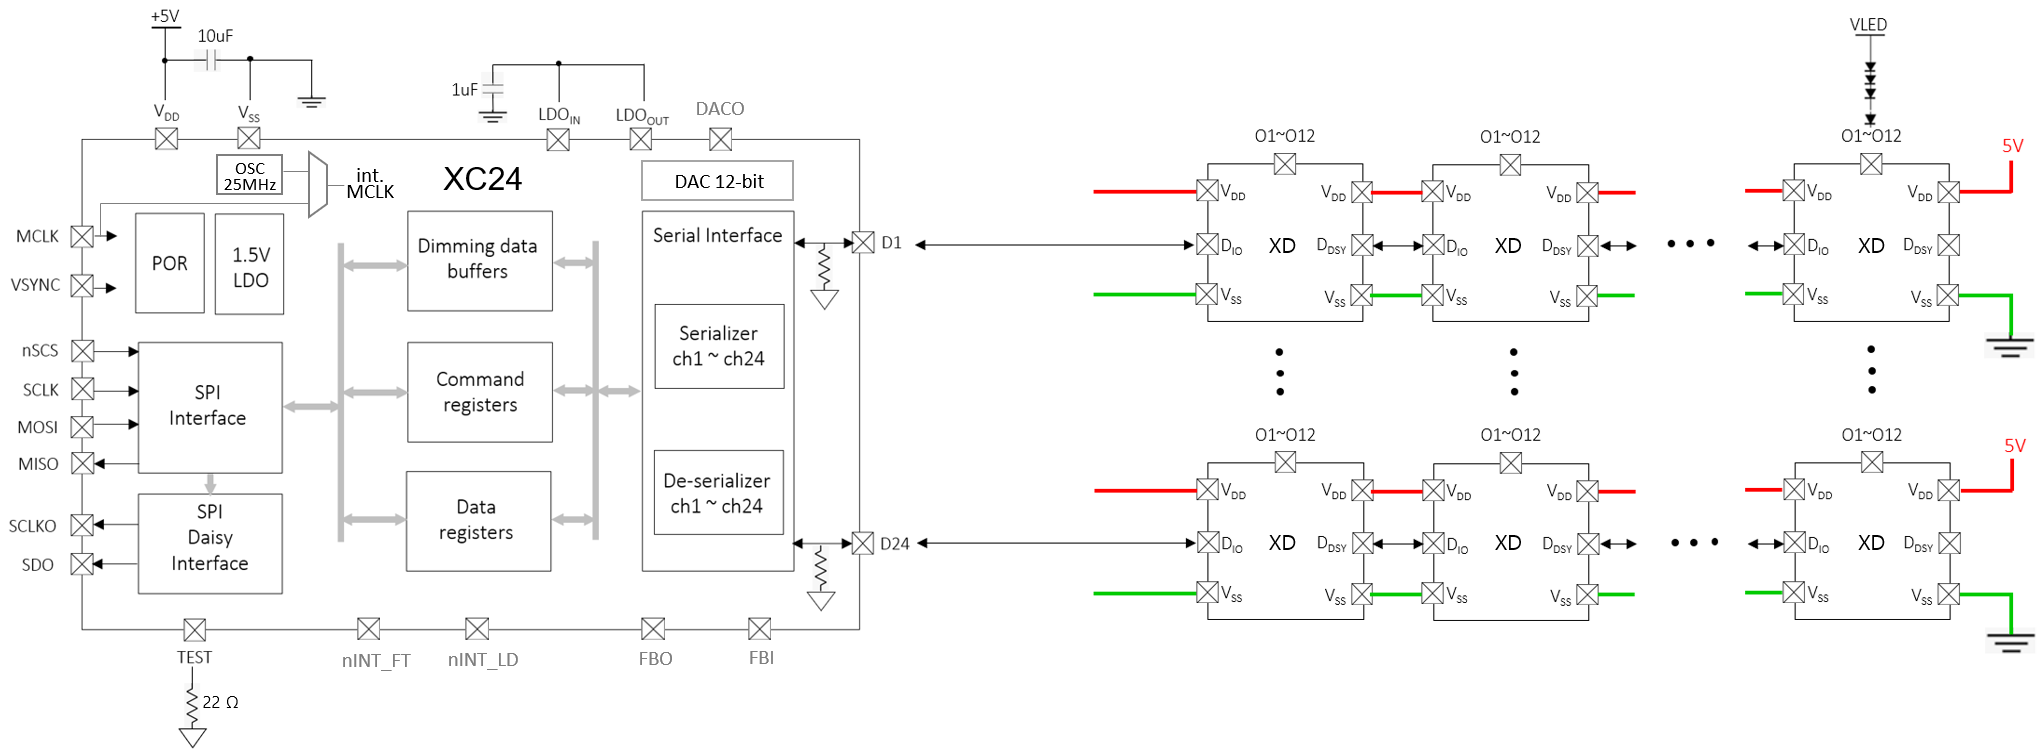 +5V
10uF
VDD
VSS
1uF
LDOIN
LDOOUT
DACO
VLED
OSC
25MHz
int.
MCLK
XC24
DAC 12-bit
MCLK
VSYNC
nSCS
SCLK
MOSI
MISO
SCLKO
SDO
POR
1.5V
LDO
SPI
Interface
SPI
Daisy
Interface
Dimming data
buffers
Command
registers
Data
registers
Serial Interface
Serializer
ch1 ~ ch24
De-serializer
ch1 ~ ch24
D1
D24
TEST
22 Ω
nINT_FT
nINT_LD
FBO
FBI
O1~O12
VDD
VDD
DIO
XD
DDSY
VSS
VSS
O1~O12
VDD
VDD
DIO
XD
DDSY
VSS
VSS
O1~O12
VDD
VDD
DIO
XD
DDSY
VSS
VSS
5V
O1~O12
VDD
VDD
DIO
XD
DDSY
VSS
VSS
O1~O12
VDD
VDD
DIO
XD
DDSY
VSS
VSS
O1~O12
VDD
VDD
DIO
XD
DDSY
VSS
VSS
5V